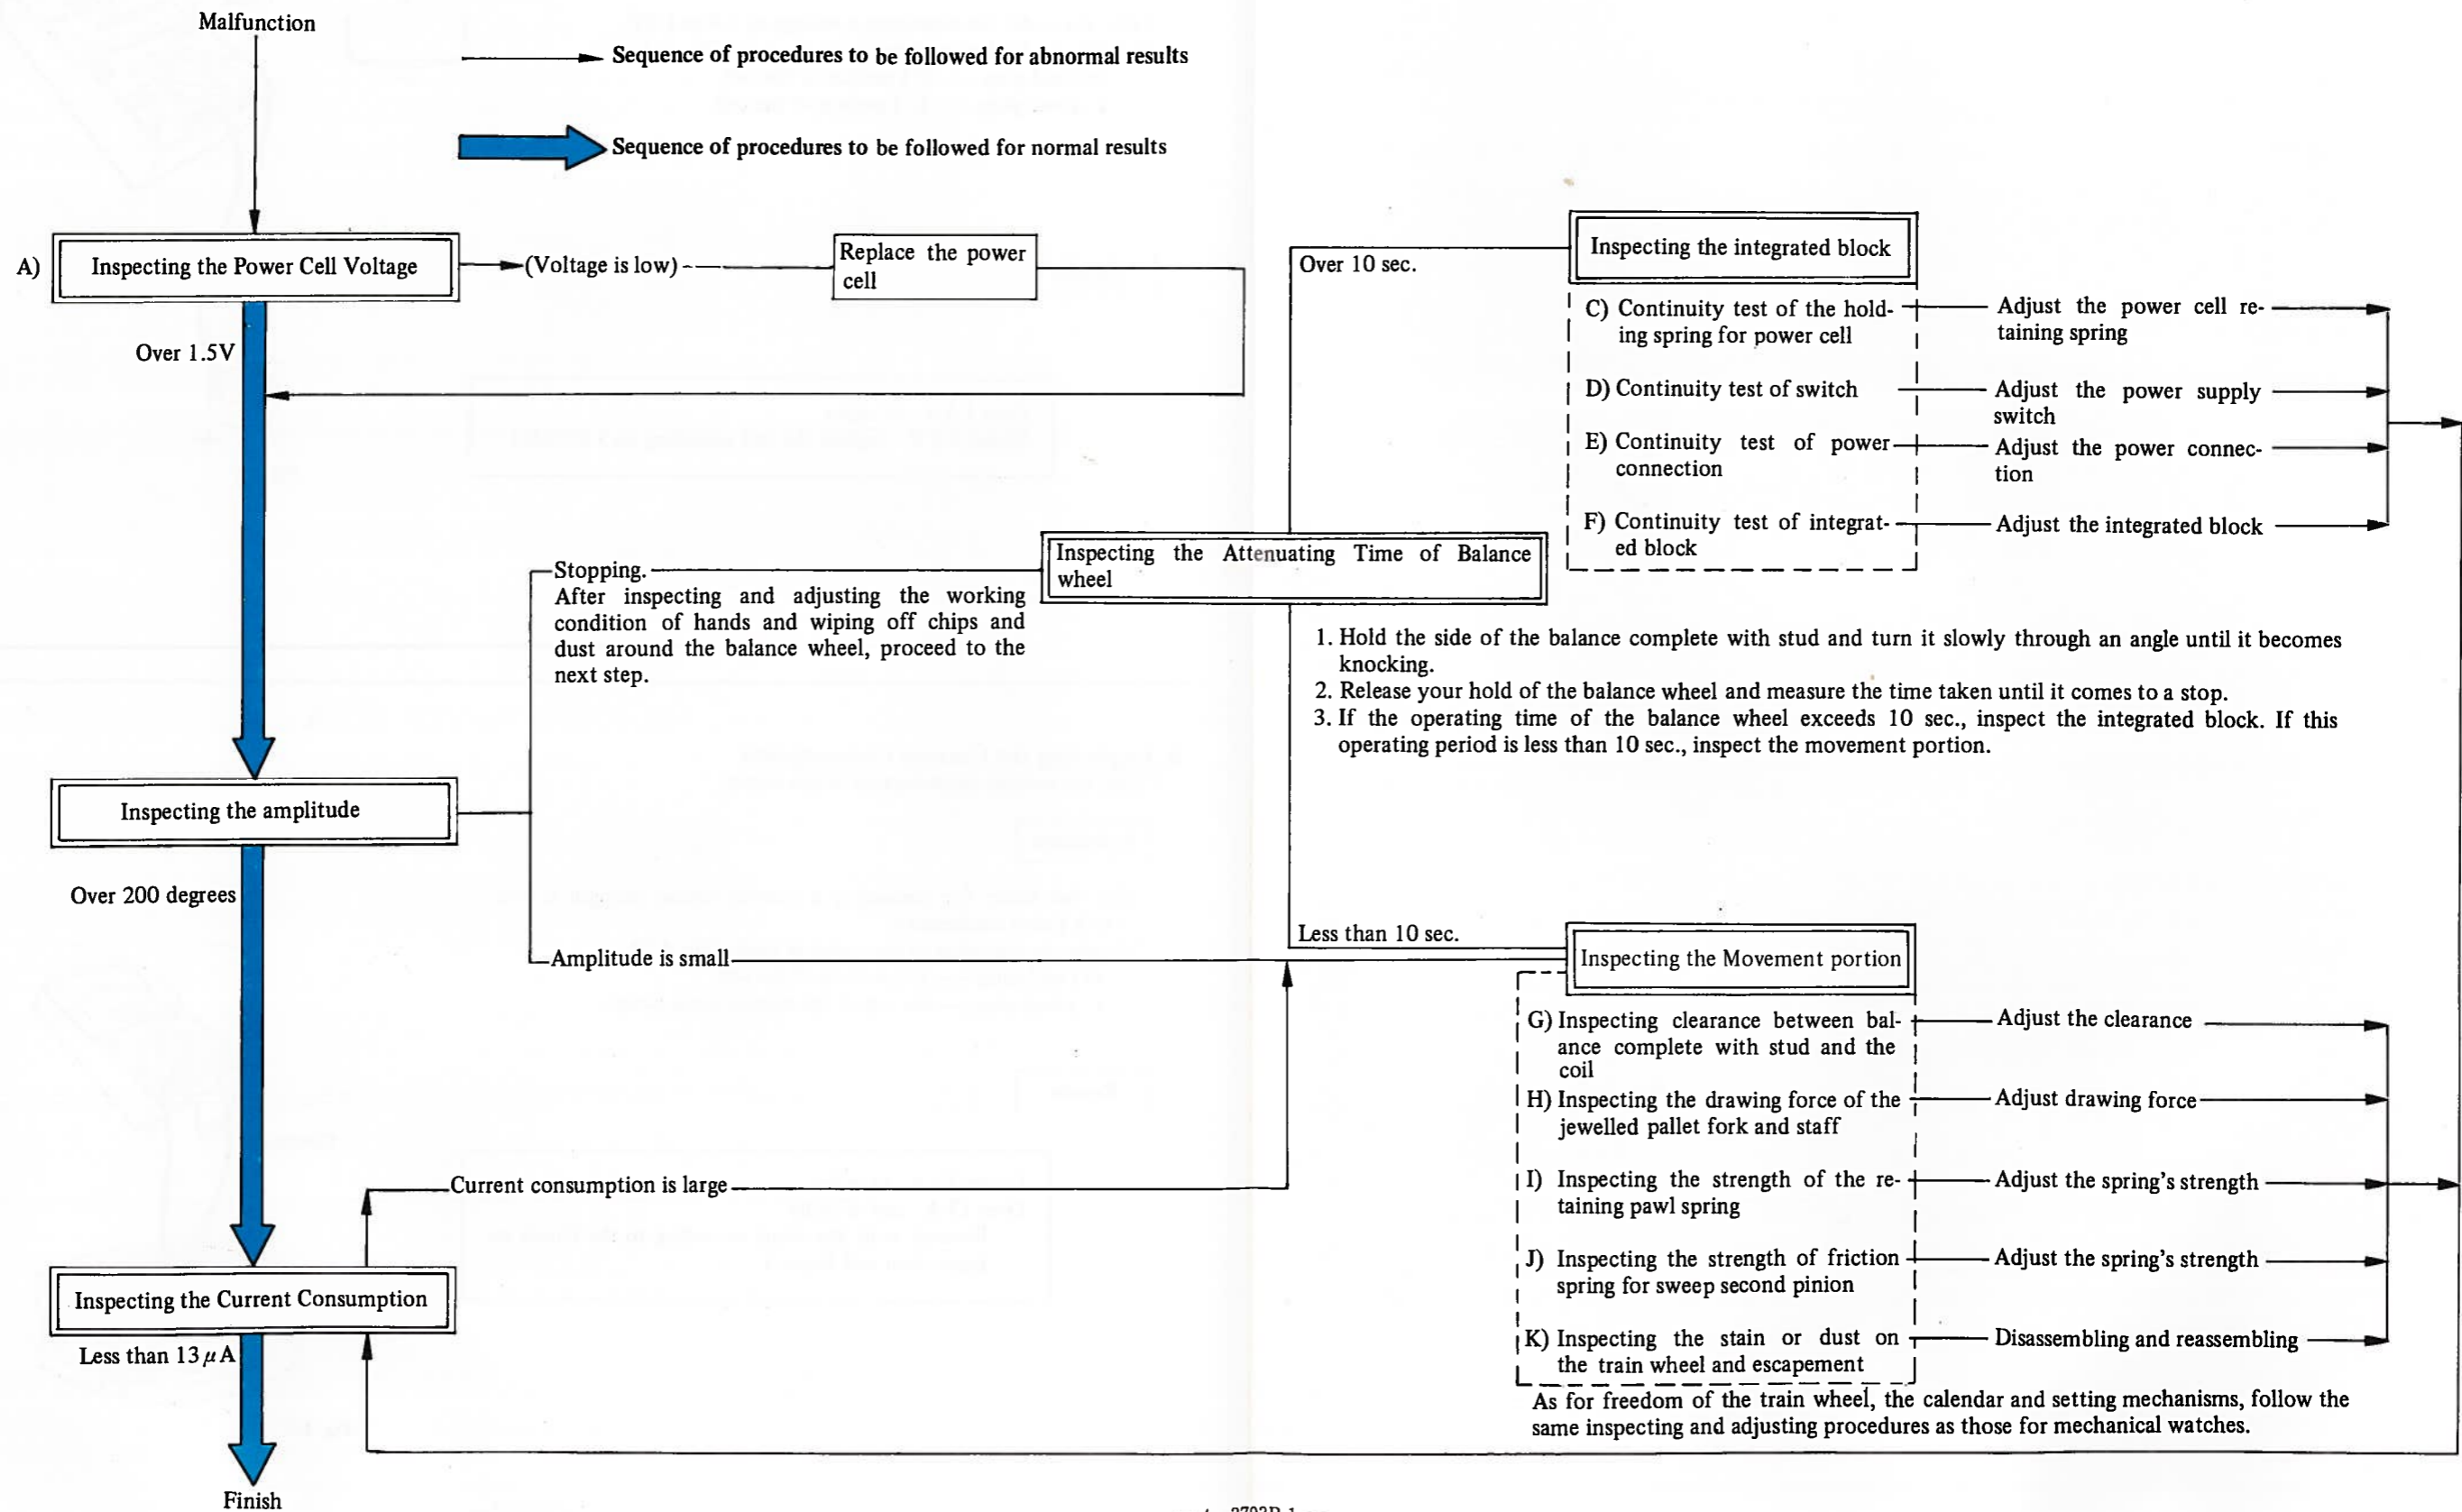 Malfunction
Sequence of procedures to be followed for abnormal results
Sequence of procedures to be followed for normal results
A)
Inspecting the Power Cell Voltage
(Voltage is low)
Replace the power
cell
Over 1.5V
Stopping.
After inspecting and adjusting the working
condition of hands and wiping off chips and
dust around the balance wheel, proceed to the
next step.
Inspecting the amplitude
Over 200 degrees
Amplitude is small
Current consumption is large
Inspecting the Current Consumption
Less than 13 μA
Finish
Inspecting the Attenuating Time of Balance
wheel
Over 10 sec.
Inspecting the integrated block
C) Continuity test of the hold-
ing spring for power cell
Adjust the power cell re-
taining spring
D) Continuity test of switch
Adjust the power supply
switch
E) Continuity test of power
connection
Adjust the power connec-
tion
F) Continuity test of integrat-
ed block
Adjust the integrated block
1. Hold the side of the balance complete with stud and turn it slowly through an angle until it becomes
knocking.
2. Release your hold of the balance wheel and measure the time taken until it comes to a stop.
3. If the operating time of the balance wheel exceeds 10 sec., inspect the integrated block. If this
operating period is less than 10 sec., inspect the movement portion.
Less than 10 sec.
Inspecting the Movement portion
G) Inspecting clearance between bal-
ance complete with stud and the
coil
Adjust the clearance
H) Inspecting the drawing force of the
jewelled pallet fork and staff
Adjust drawing force
I) Inspecting the strength of the re-
taining pawl spring
Adjust the spring's strength
J) Inspecting the strength of friction
spring for sweep second pinion
Adjust the spring's strength
K) Inspecting the stain or dust on
the train wheel and escapement
Disassembling and reassembling
As for freedom of the train wheel, the calendar and setting mechanisms, follow the
same inspecting and adjusting procedures as those for mechanical watches.